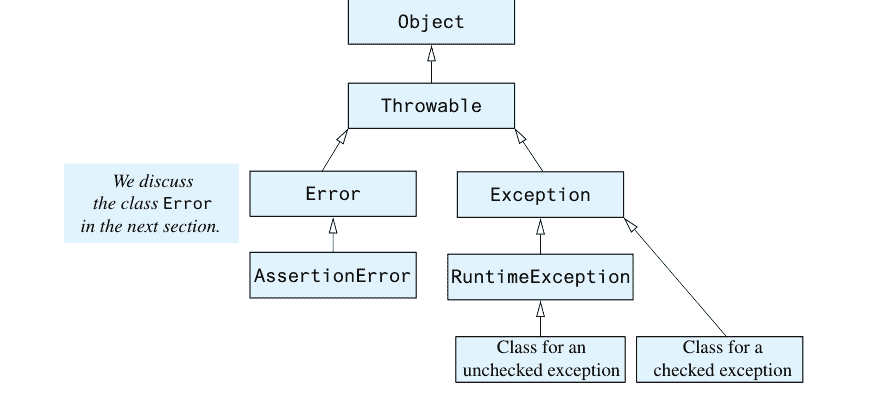 Object
Throwable
We discuss
the class Error
in the next section.
Error
Exception
AssertionError
RuntimeException
Class for an
unchecked exception
Class for a
checked exception